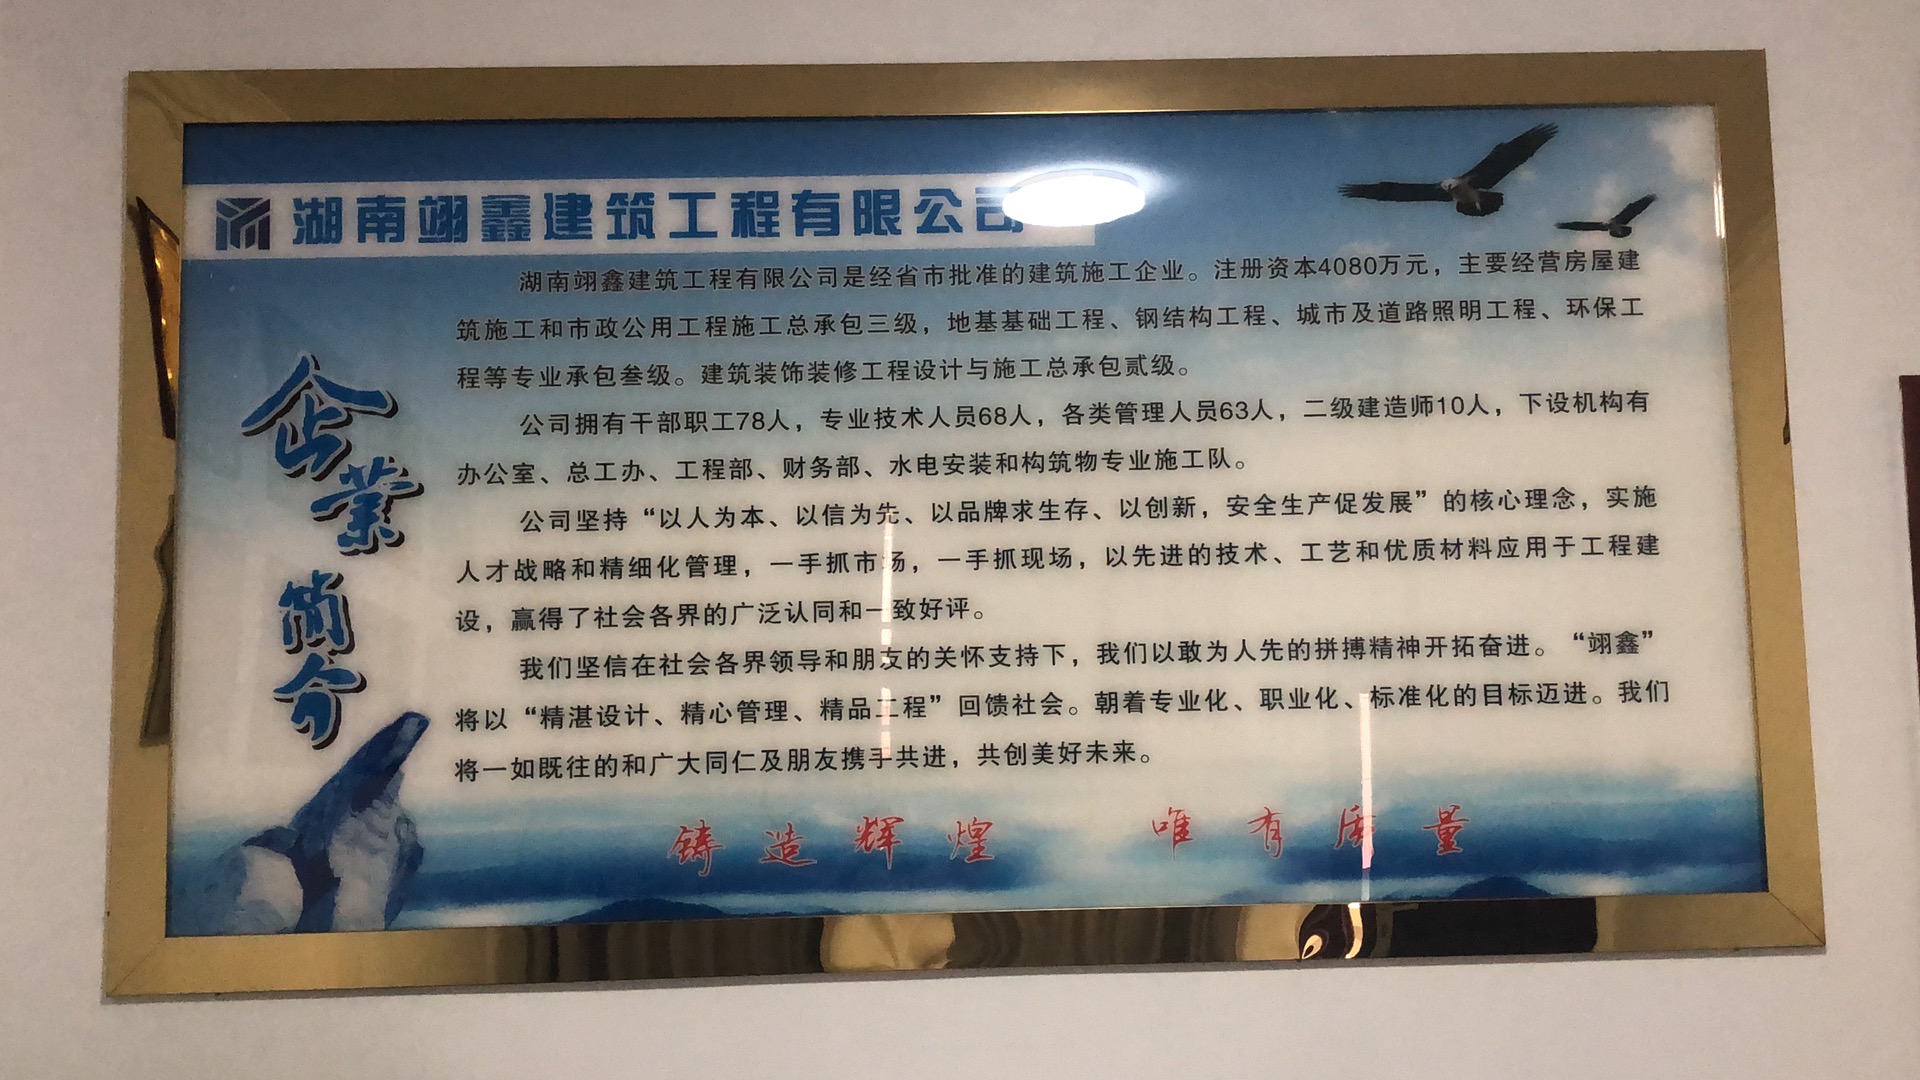 湖南翊鑫建筑工程有限公司
企業简介
湖南翊鑫建筑工程有限公司是经省市批准的建筑施工企业。注册资本4080万元，主要经营房屋建
筑施工和市政公用工程施工总承包三级，地基基础工程、钢结构工程、城市及道路照明工程、环保工
程等专业承包叁级。建筑装饰装修工程设计与施工总承包贰级。
公司拥有干部职工78人，专业技术人员68人，各类管理人员63人，二级建造师10人，下设机构有
办公室、总工办、工程部、财务部、水电安装和构筑物专业施工队。
公司坚持“以人为本、以信为先、以品牌求生存、以创新，安全生产促发展”的核心理念，实施
人才战略和精细化管理，一手抓市场，一手抓现场，以先进的技术、工艺和优质材料应用于工程建
设，赢得了社会各界的广泛认同和一致好评。
我们坚信在社会各界领导和朋友的关怀支持下，我们以敢为人先的拼搏精神开拓奋进。“翊鑫”
将以“精湛设计、精心管理、精品工程”回馈社会。朝着专业化、职业化、标准化的目标迈进。我们
将一如既往的和广大同仁及朋友携手共进，共创美好未来。
铸造辉煌 唯有质量